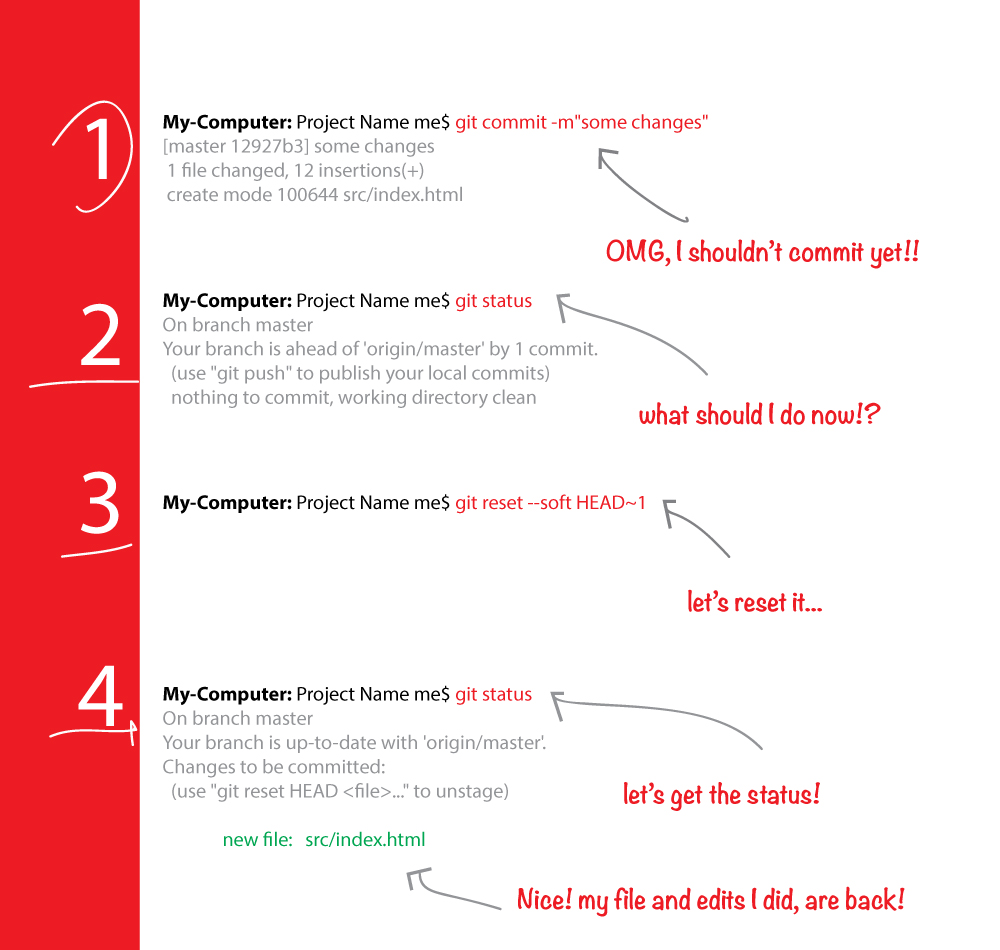 1
My-Computer: Project Name me$ git commit -m"some changes"
[master 12927b3] some changes
1 file changed, 12 insertions(+)
create mode 100644 src/index.html
OMG, I shouldn't commit yet!!
2
My-Computer: Project Name me$ git status
On branch master
Your branch is ahead of 'origin/master' by 1 commit.
(use "git push" to publish your local commits)
nothing to commit, working directory clean
what should I do now!?
3
My-Computer: Project Name me$ git reset --soft HEAD~1
let's reset it...
4
My-Computer: Project Name me$ git status
On branch master
Your branch is up-to-date with 'origin/master'.
Changes to be committed:
(use "git reset HEAD <file>..." to unstage)
let's get the status!
new file: src/index.html
Nice! my file and edits I did, are back!